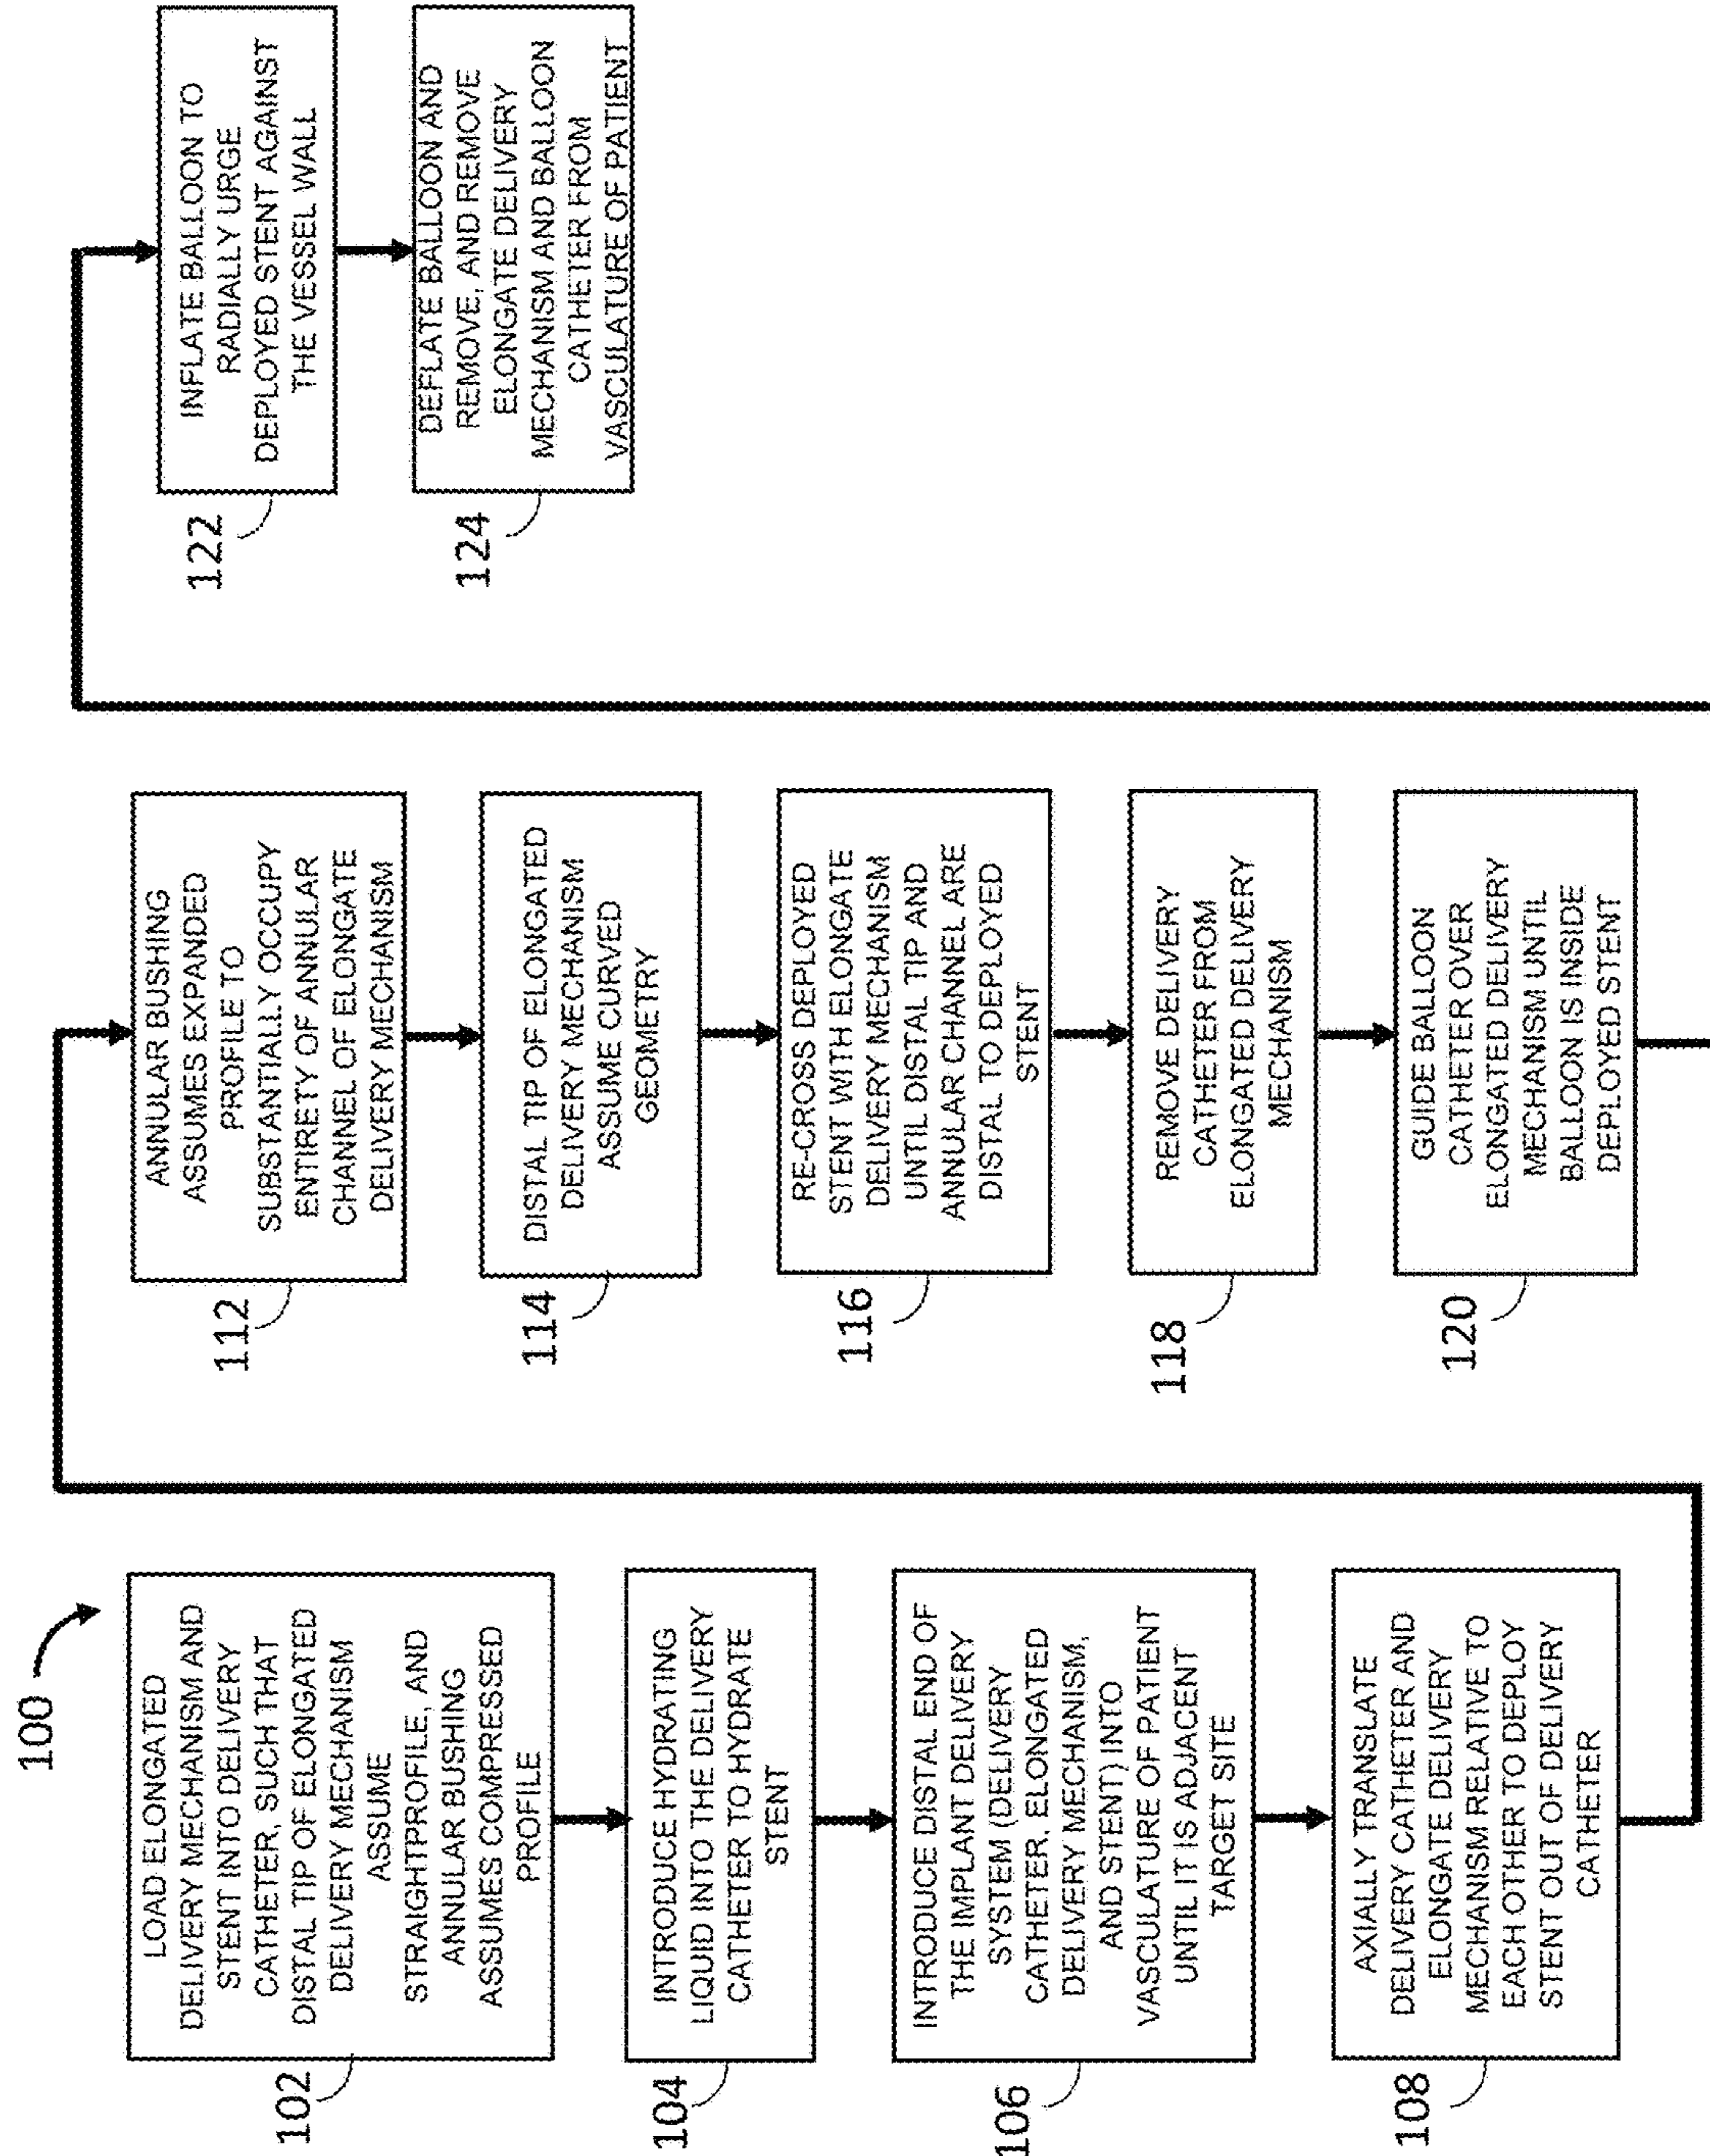 100
LOAD ELONGATED
DELIVERY MECHANISM AND
STENT INTO DELIVERY
CATHETER, SUCH THAT
DISTAL TIP OF ELONGATED
DELIVERY MECHANISM
ASSUME
STRAIGHTPROFILE, AND
ANNULAR BUSHING
ASSUMES COMPRESSED
PROFILE
102
INTRODUCE HYDRATING
LIQUID INTO THE DELIVERY
CATHETER TO HYDRATE
STENT
104
INTRODUCE DISTAL END OF
THE IMPLANT DELIVERY
SYSTEM (DELIVERY
CATHETER, ELONGATED
DELIVERY MECHANISM,
AND STENT) INTO
VASCULATURE OF PATIENT
UNTIL IT IS ADJACENT
TARGET SITE
106
AXIALLY TRANSLATE
DELIVERY CATHETER AND
ELONGATE DELIVERY
MECHANISM RELATIVE TO
EACH OTHER TO DEPLOY
STENT OUT OF DELIVERY
CATHETER
108
ANNULAR BUSHING
ASSUMES EXPANDED
PROFILE TO
SUBSTANTIALLY OCCUPY
ENTIRETY OF ANNULAR
CHANNEL OF ELONGATE
DELIVERY MECHANISM
112
DISTAL TIP OF ELONGATED
DELIVERY MECHANISM
ASSUME CURVED
GEOMETRY
114
RE-CROSS DEPLOYED
STENT WITH ELONGATE
DELIVERY MECHANISM
UNTIL DISTAL TIP AND
ANNULAR CHANNEL ARE
DISTAL TO DEPLOYED
STENT
116
REMOVE DELIVERY
CATHETER FROM
ELONGATED DELIVERY
MECHANISM
118
GUIDE BALLOON
CATHETER OVER
ELONGATED DELIVERY
MECHANISM UNTIL
BALLOON IS INSIDE
DEPLOYED STENT
120
INFLATE BALLOON TO
RADIALLY URGE
DEPLOYED STENT AGAINST
THE VESSEL WALL
122
DEFLATE BALLOON AND
REMOVE, AND REMOVE
ELONGATE DELIVERY
MECHANISM AND BALLOON
CATHETER FROM
VASCULATURE OF PATIENT
124